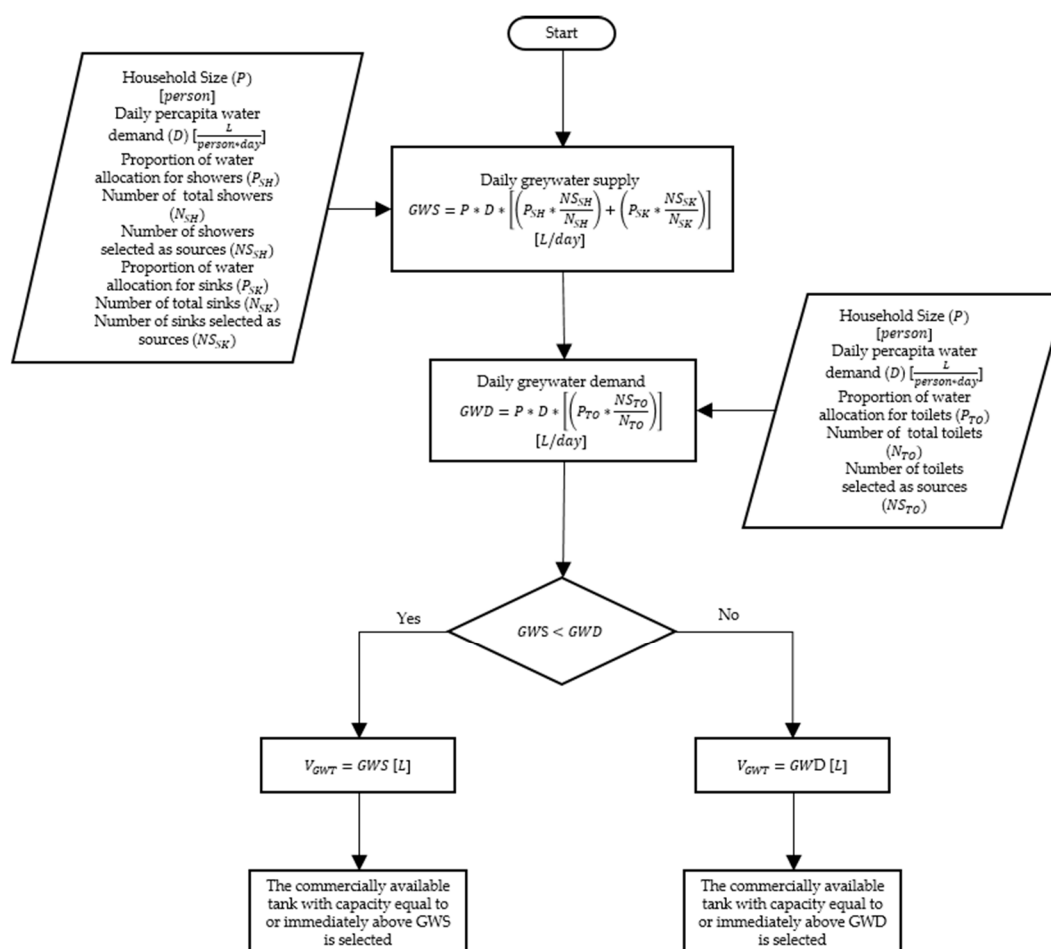 Start
Household Size (P)
[person]
Daily percapita water
demand (D) [L/person*day]
Proportion of water
allocation for showers (P_SH)
Number of total showers
(N_SH)
Number of showers
selected as sources (NS_SH)
Proportion of water
allocation for sinks (P_SK)
Number of total sinks (N_SK)
Number of sinks selected as
sources (NS_SK)
Daily greywater supply
GWS = P * D * [(P_SH * NS_SH/N_SH) + (P_SK * NS_SK/N_SK)]
[L/day]
Household Size (P)
[person]
Daily percapita water
demand (D) [L/person*day]
Proportion of water
allocation for toilets (P_TO)
Number of total toilets
(N_TO)
Number of toilets
selected as sources
(NS_TO)
Daily greywater demand
GWD = P * D * [(P_TO * NS_TO/N_TO)]
[L/day]
Yes
GWS < GWD
No
V_GWT = GWS [L]
V_GWT = GWD [L]
The commercially available
tank with capacity equal to
or immediately above GWS
is selected
The commercially available
tank with capacity equal to
or immediately above GWD
is selected